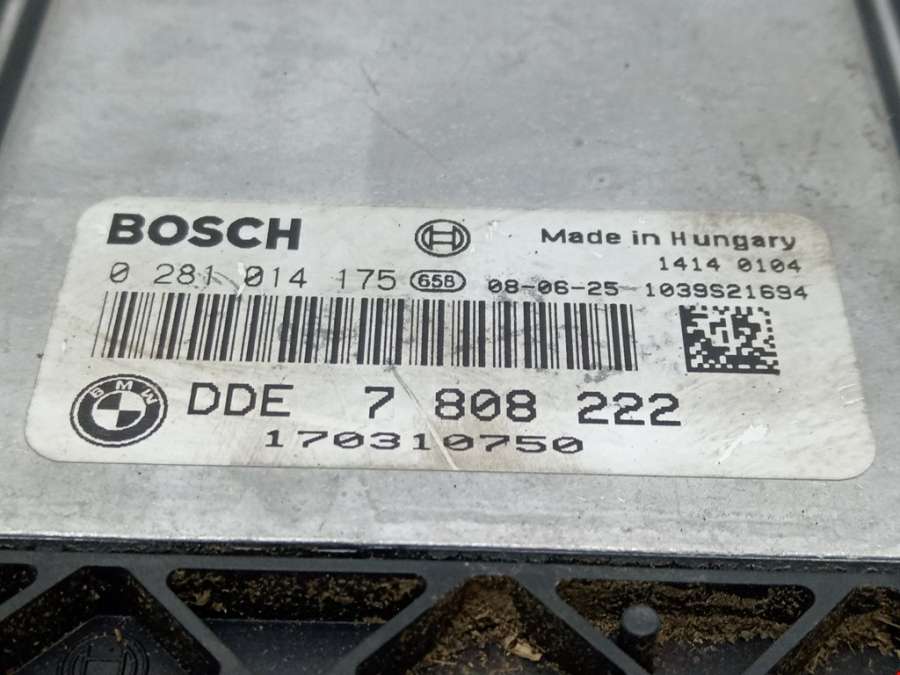 BOSCH
Made in Hungary
1414 0104
0 281 014 175 658 08-06-25 1039S21694
BMW
DDE 7 808 222
170310750